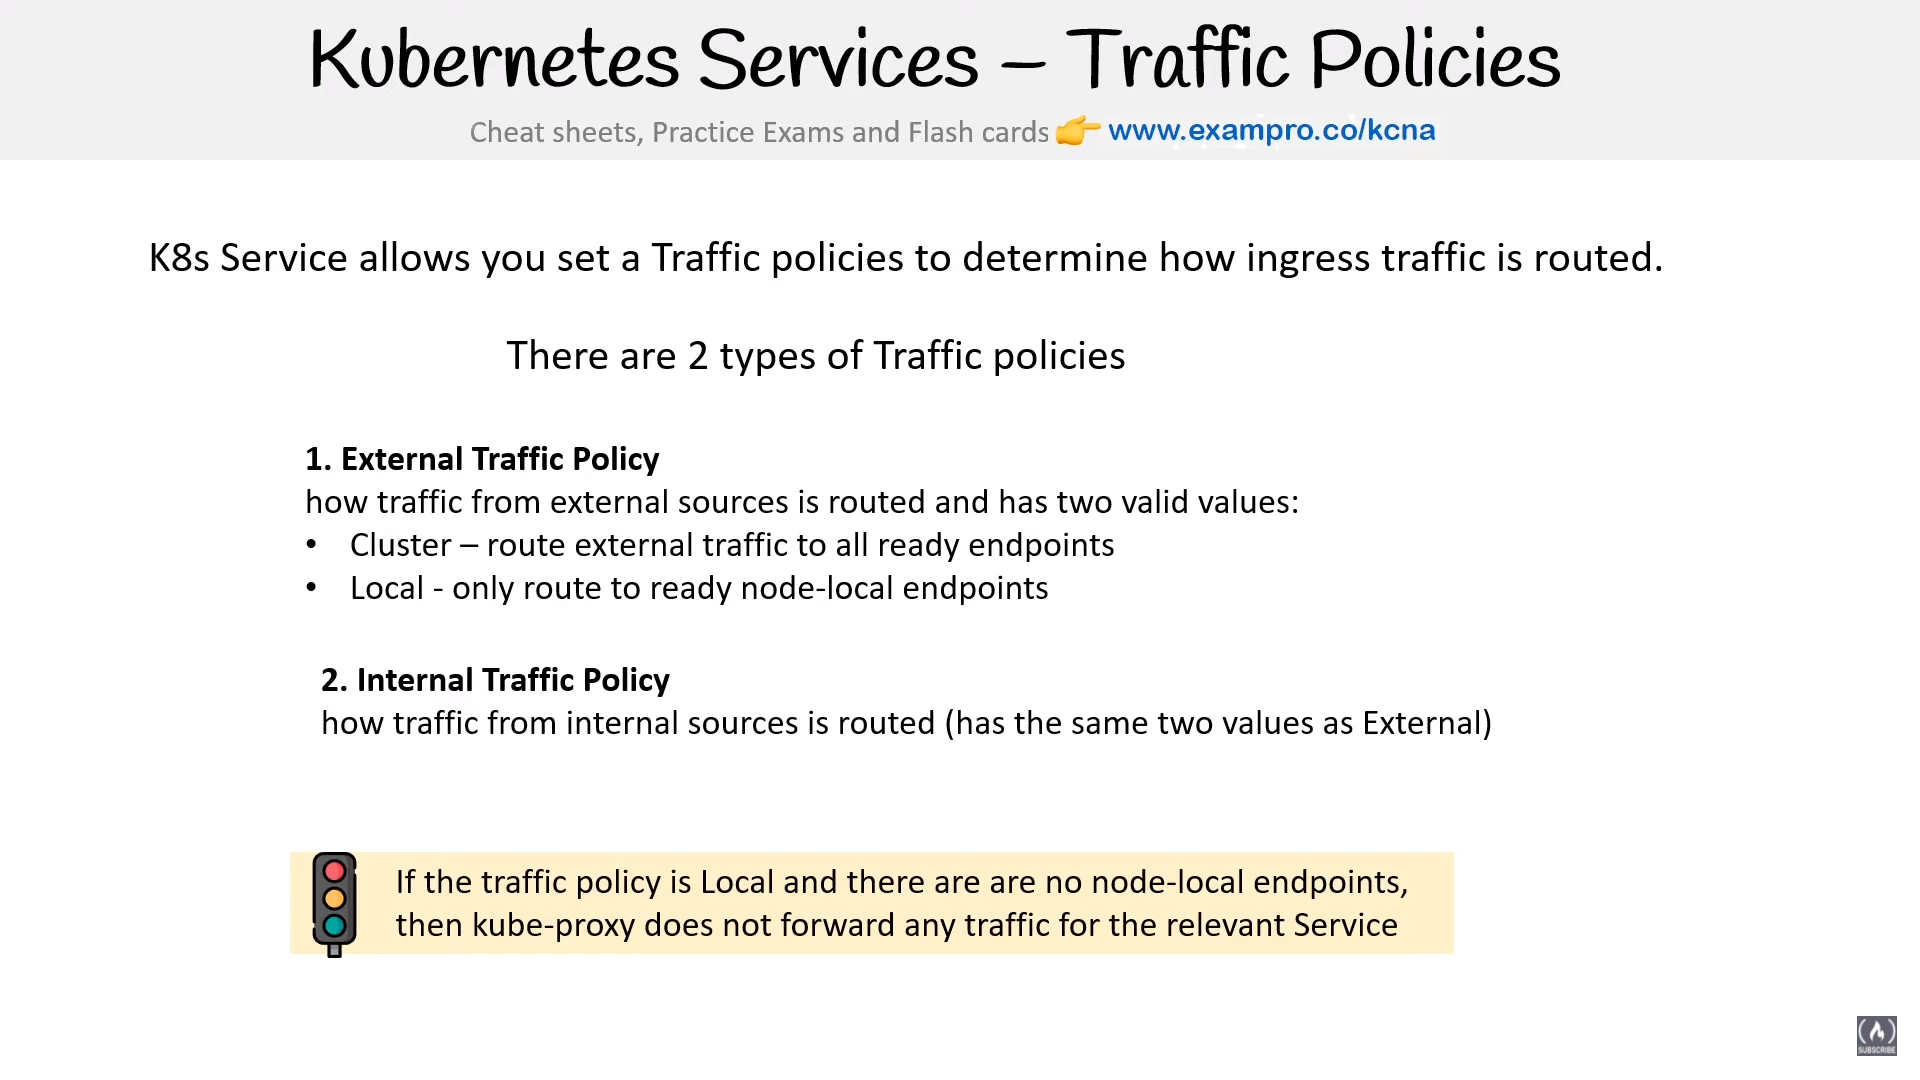 Kubernetes Services – Traffic Policies
Cheat sheets, Practice Exams and Flash cards 👉 www.exampro.co/kcna
K8s Service allows you set a Traffic policies to determine how ingress traffic is routed.
There are 2 types of Traffic policies
1. External Traffic Policy
how traffic from external sources is routed and has two valid values:
• Cluster – route external traffic to all ready endpoints
• Local - only route to ready node-local endpoints
2. Internal Traffic Policy
how traffic from internal sources is routed (has the same two values as External)
If the traffic policy is Local and there are are no node-local endpoints,
then kube-proxy does not forward any traffic for the relevant Service
SUBSCRIBE